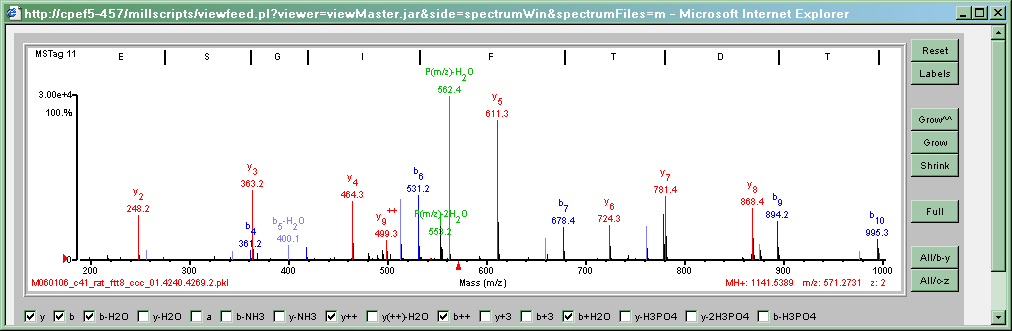 http://cpef5-457/millscripts/viewfeed.pl?viewer=viewMaster.jar&side=spectrumWin&spectrumFiles=m - Microsoft Internet Explorer
MSTag 11
E S G I F T D T
Reset
Labels
Grow^^
Grow
Shrink
Full
All/b-y
All/c-z
3.00e+4
100.%
0
P(m/z)-H2O
562.4
y5
611.3
y3
363.2
y2
248.2
b4
361.2
b5-H2O
400.1
y4
464.3
y9++
499.3
b6
531.2
P(m/z)-2H2O
553.2
b7
678.4
y6
724.3
y7
781.4
y8
868.4
b9
894.2
b10
995.3
200 300 400 500 600 700 800 900 1000
M060106_c41_rat_ftt8_ccc_01.4240.4269.2.pkl Mass (m/z) MH+: 1141.5389 m/z: 571.2731 z: 2
y b b-H2O y-H2O a b-NH3 y-NH3 y++ y(++)-H2O b++ y+3 b+3 b+H2O y-H3PO4 y-2H3PO4 b-H3PO4